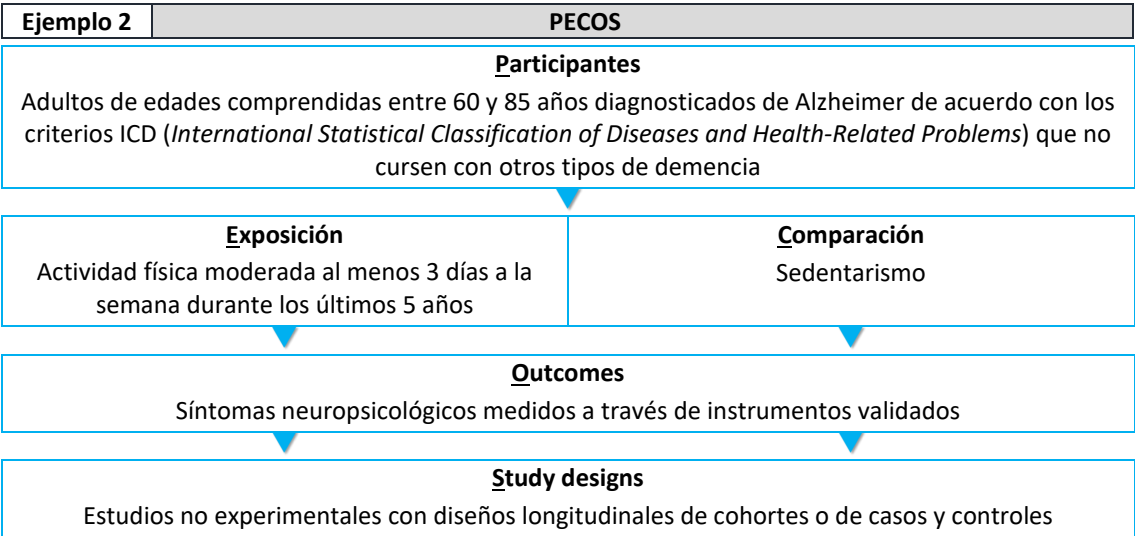 Ejemplo 2
PECOS
Participantes
Adultos de edades comprendidas entre 60 y 85 años diagnosticados de Alzheimer de acuerdo con los
criterios ICD (International Statistical Classification of Diseases and Health-Related Problems) que no
cursen con otros tipos de demencia
Exposición
Actividad física moderada al menos 3 días a la
semana durante los últimos 5 años
Comparación
Sedentarismo
Outcomes
Síntomas neuropsicológicos medidos a través de instrumentos validados
Study designs
Estudios no experimentales con diseños longitudinales de cohortes o de casos y controles